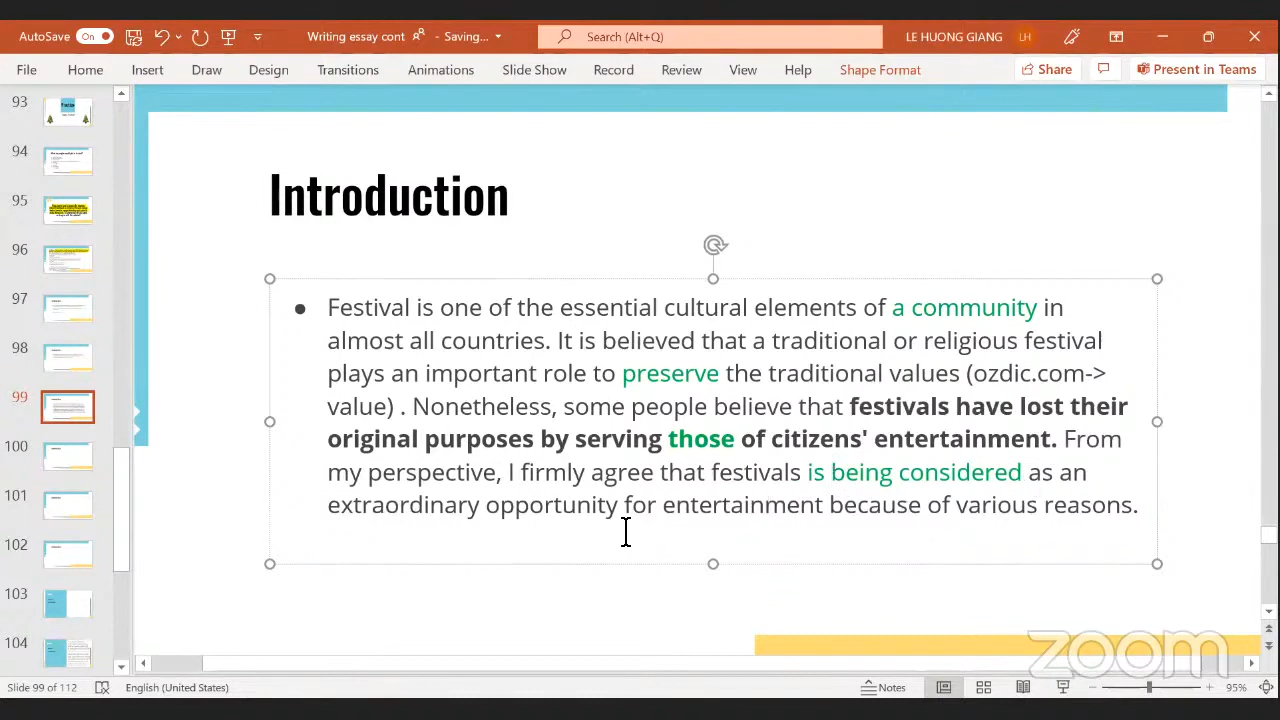 AutoSave On Writing essay cont - Saving... Search (Alt+Q) LE HUONG GIANG LH
File Home Insert Draw Design Transitions Animations Slide Show Record Review View Help Shape Format Share Present in Teams
93
94
95
96
97
98
99
100
101
102
103
104
Introduction
● Festival is one of the essential cultural elements of a community in
almost all countries. It is believed that a traditional or religious festival
plays an important role to preserve the traditional values (ozdic.com->
value) . Nonetheless, some people believe that festivals have lost their
original purposes by serving those of citizens' entertainment. From
my perspective, I firmly agree that festivals is being considered as an
extraordinary opportunity for entertainment because of various reasons.
zoom
Slide 99 of 112 English (United States) Notes 95%